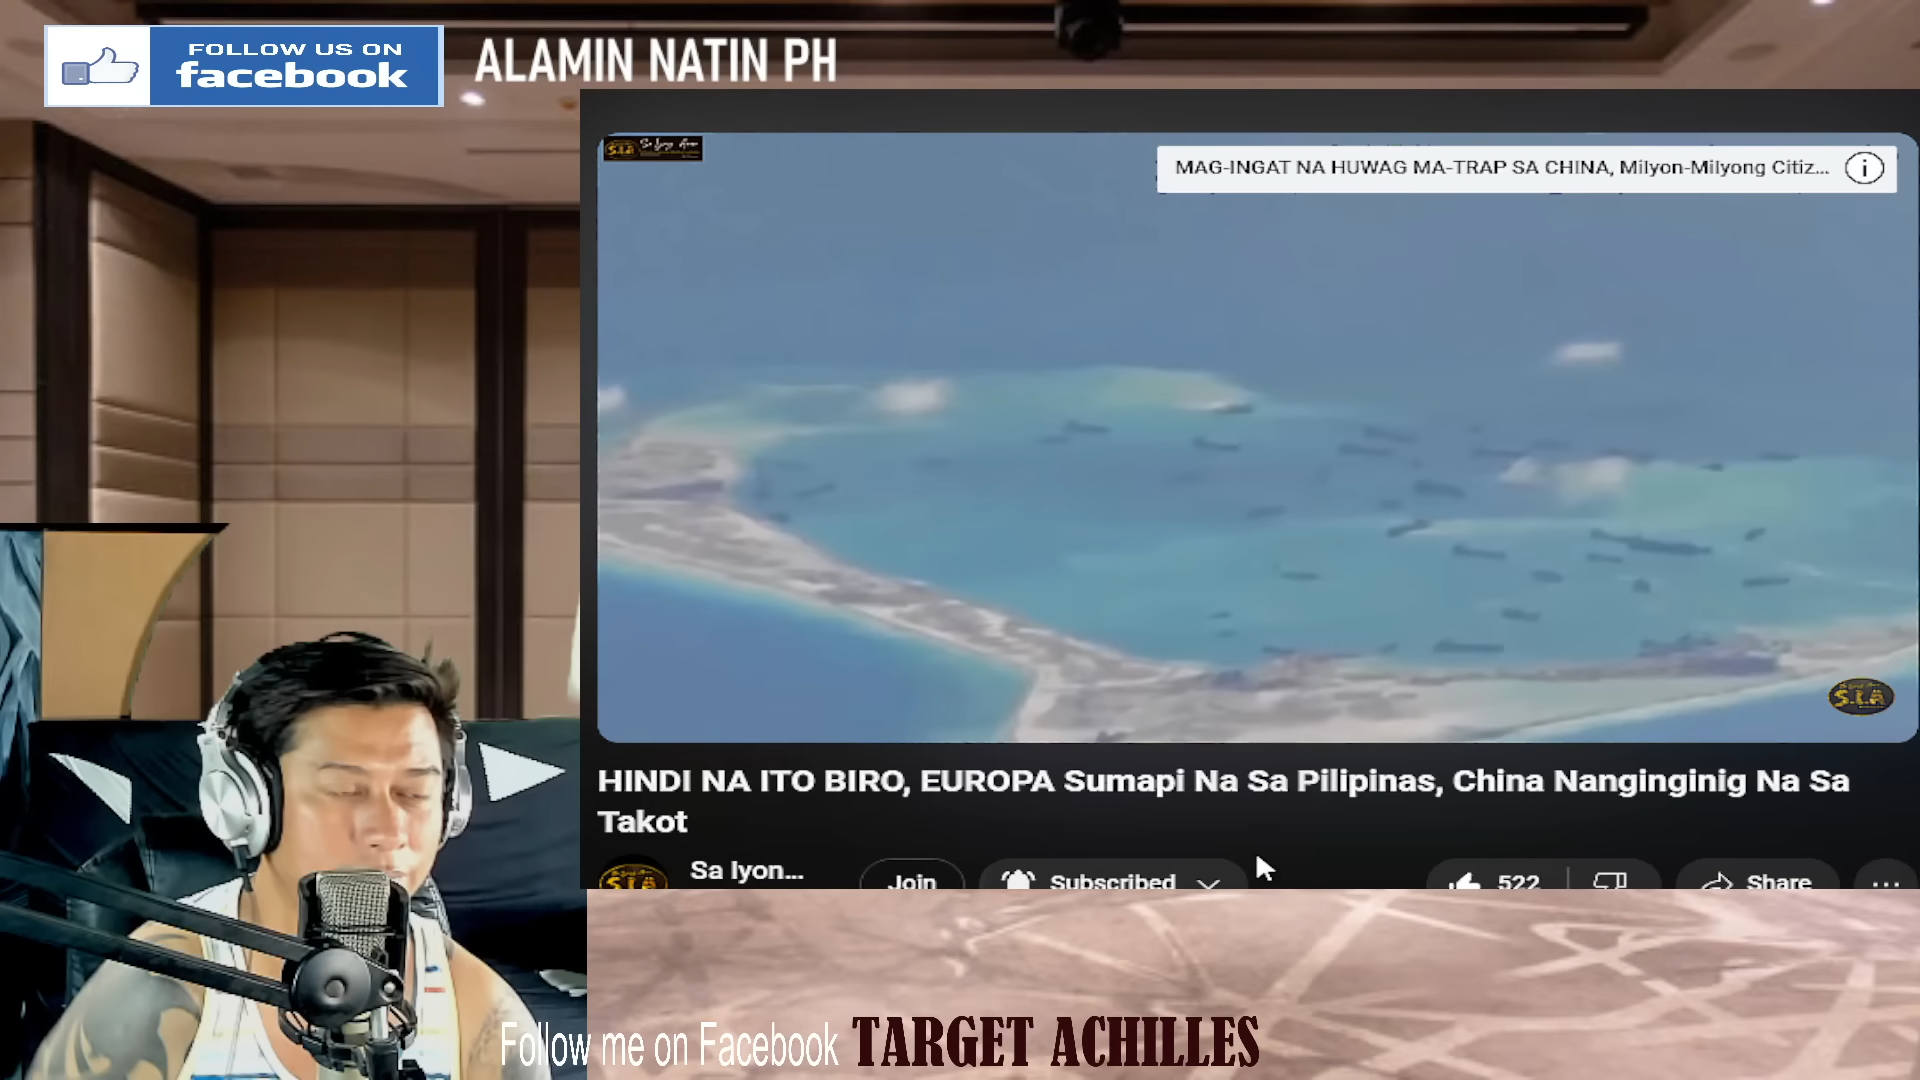 FOLLOW US ON
facebook
ALAMIN NATIN PH
S.I.A
MAG-INGAT NA HUWAG MA-TRAP SA CHINA, Milyon-Milyong Citiz...
S.I.A
HINDI NA ITO BIRO, EUROPA Sumapi Na Sa Pilipinas, China Nanginginig Na Sa
Takot
S.I.A
Sa Iyon...
Join
Subscribed
522
Share
Follow me on Facebook TARGET ACHILLES